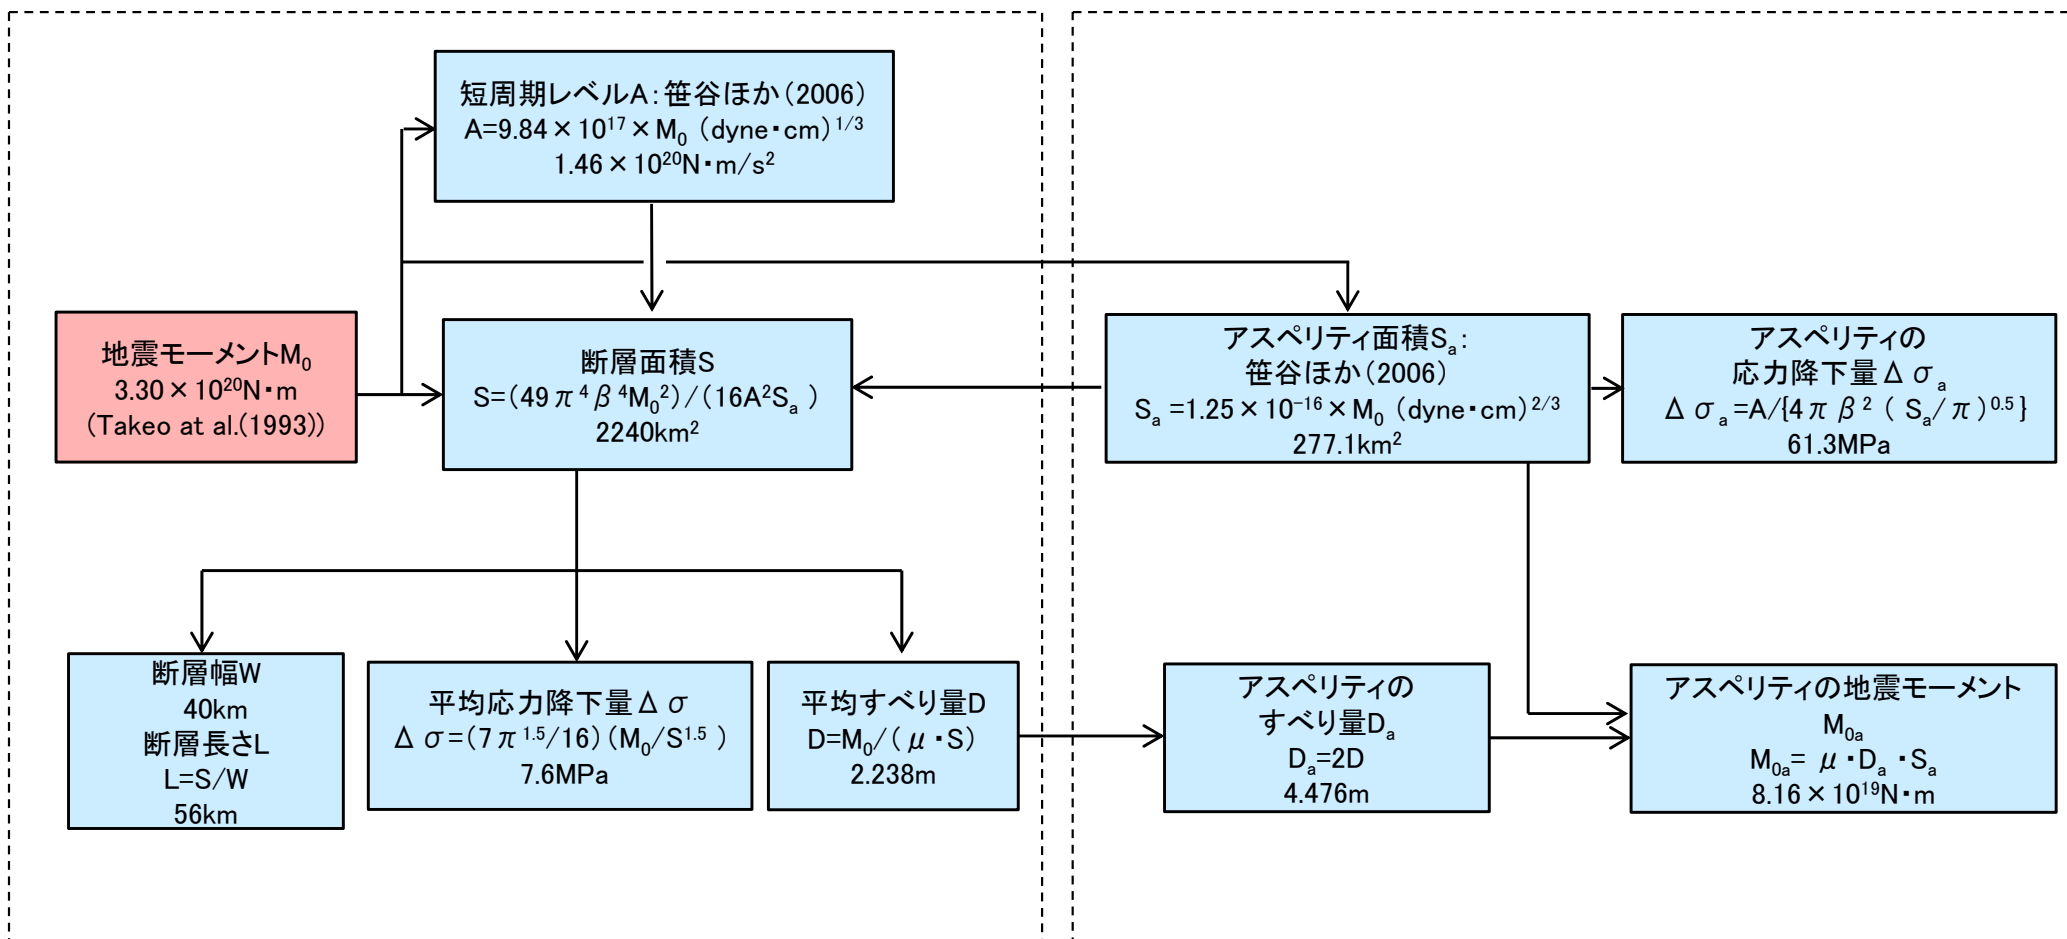 短周期レベルA:笹谷ほか(2006)
A=9.84×10¹⁷×M₀ (dyne・cm)¹/³
1.46×10²⁰N・m/s²
地震モーメントM₀
3.30×10²⁰N・m
(Takeo at al.(1993))
断層面積S
S=(49π⁴β⁴M₀²)/(16A²Sₐ)
2240km²
アスペリティ面積Sₐ:
笹谷ほか(2006)
Sₐ=1.25×10⁻¹⁶×M₀ (dyne・cm)²/³
277.1km²
アスペリティの
応力降下量Δσₐ
Δσₐ=A/{4πβ²(Sₐ/π)⁰·⁵}
61.3MPa
断層幅W
40km
断層長さL
L=S/W
56km
平均応力降下量Δσ
Δσ=(7π¹·⁵/16)(M₀/S¹·⁵)
7.6MPa
平均すべり量D
D=M₀/(μ・S)
2.238m
アスペリティの
すべり量Dₐ
Dₐ=2D
4.476m
アスペリティの地震モーメント
M₀ₐ
M₀ₐ=μ・Dₐ・Sₐ
8.16×10¹⁹N・m